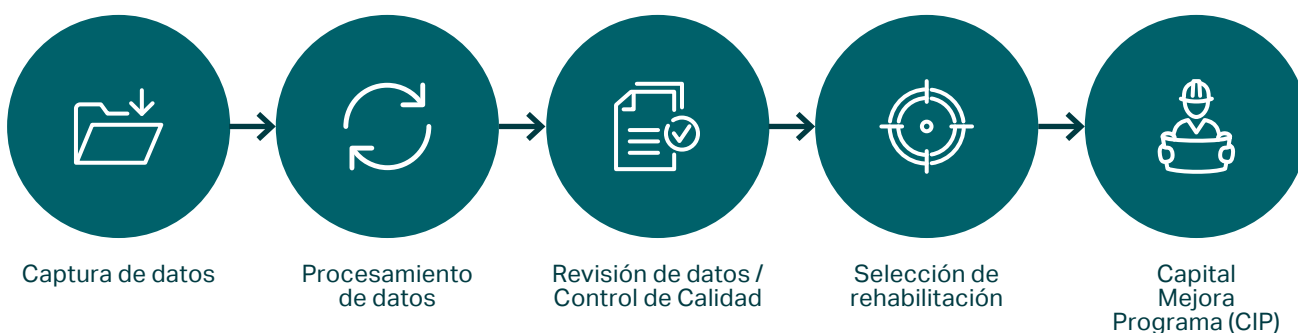 Captura de datos
Procesamiento
de datos
Revisión de datos /
Control de Calidad
Selección de
rehabilitación
Capital
Mejora
Programa (CIP)